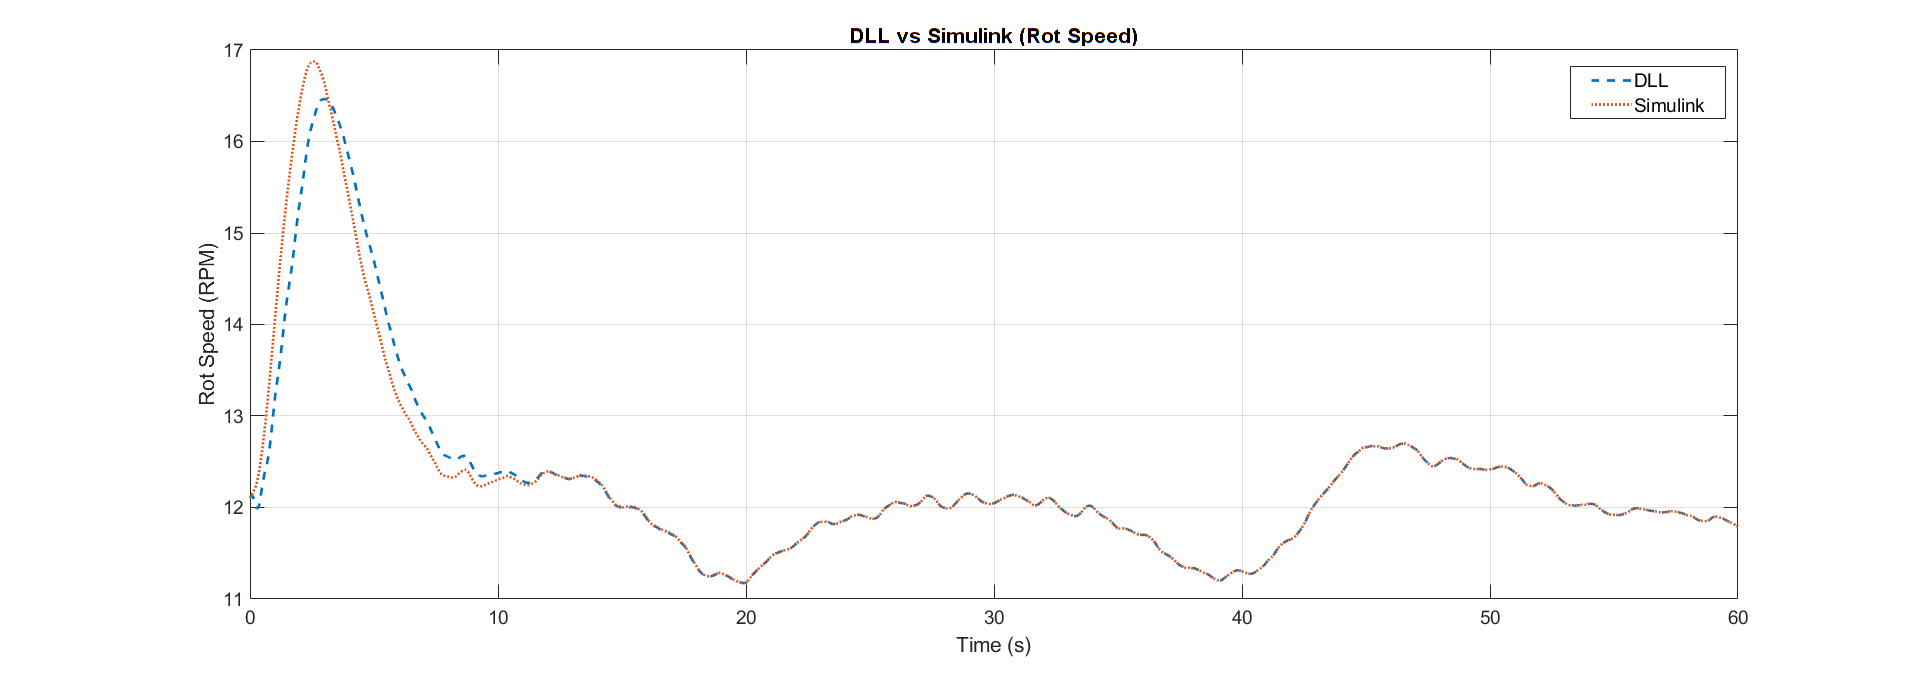 DLL vs Simulink (Rot Speed)
17
16
15
14
13
12
11
Rot Speed (RPM)
DLL
Simulink
0 10 20 30 40 50 60
Time (s)